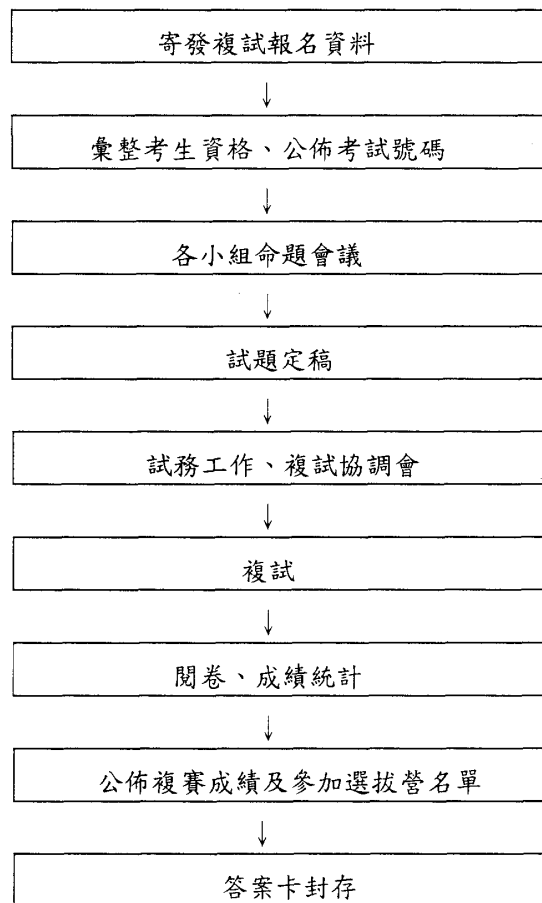 寄發複試報名資料
彙整考生資格、公佈考試號碼
各小組命題會議
試題定稿
試務工作、複試協調會
複試
閱卷、成績統計
公佈複賽成績及參加選拔營名單
答案卡封存